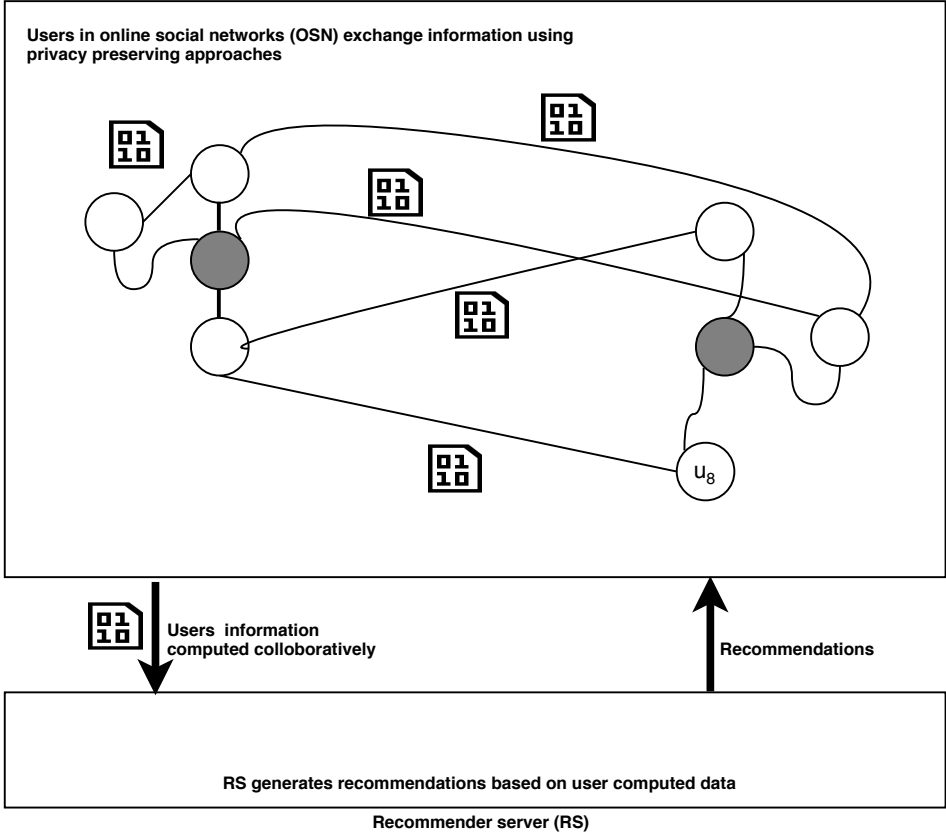 Users in online social networks (OSN) exchange information using
privacy preserving approaches
01
10
01
10
01
10
01
10
01
10
u8
01
10
Users information
computed colloboratively
Recommendations
RS generates recommendations based on user computed data
Recommender server (RS)